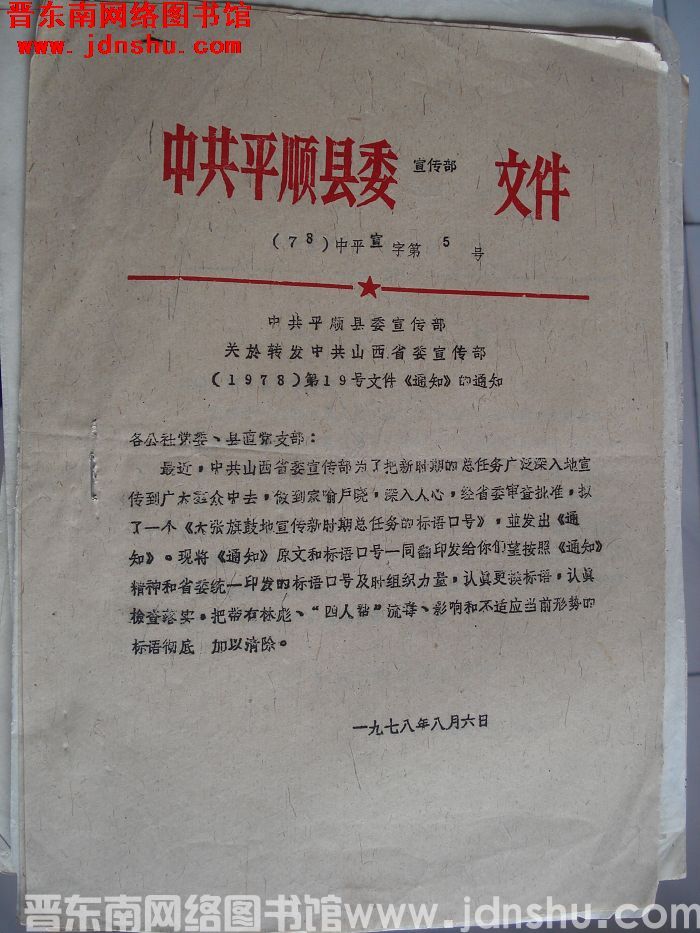 晋东南网络图书馆
www.jdnshu.com
中共平顺县委 宣传部 文件
(78)中平宣字第5号
中共平顺县委宣传部
关於转发中共山西省委宣传部
(1978)第19号文件《通知》的通知
各公社党委、县直党支部：
最近，中共山西省委宣传部为了把新时期的总任务广泛深入地宣
传到广大群众中去，做到家喻户晓，深入人心，经省委审查批准，拟
了一个《大张旗鼓地宣传新时期总任务的标语口号》，並发出《通
知》。现将《通知》原文和标语口号一同翻印发给你们望按照《通知》
精神和省委统一印发的标语口号及时组织力量，认真更换标语，认真
检查落实。把带有林彪、“四人帮”流毒、影响和不适应当前形势的
标语彻底 加以清除。
一九七八年八月六日
晋东南网络图书馆www.jdnshu.com